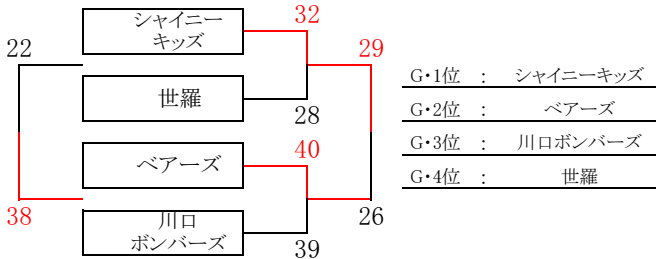 シャイニー
キッズ
32
22
29
世羅
28
ベアーズ
40
38
川口
ボンバーズ
39
26
G・1位 : シャイニーキッズ
G・2位 : ベアーズ
G・3位 : 川口ボンバーズ
G・4位 : 世羅